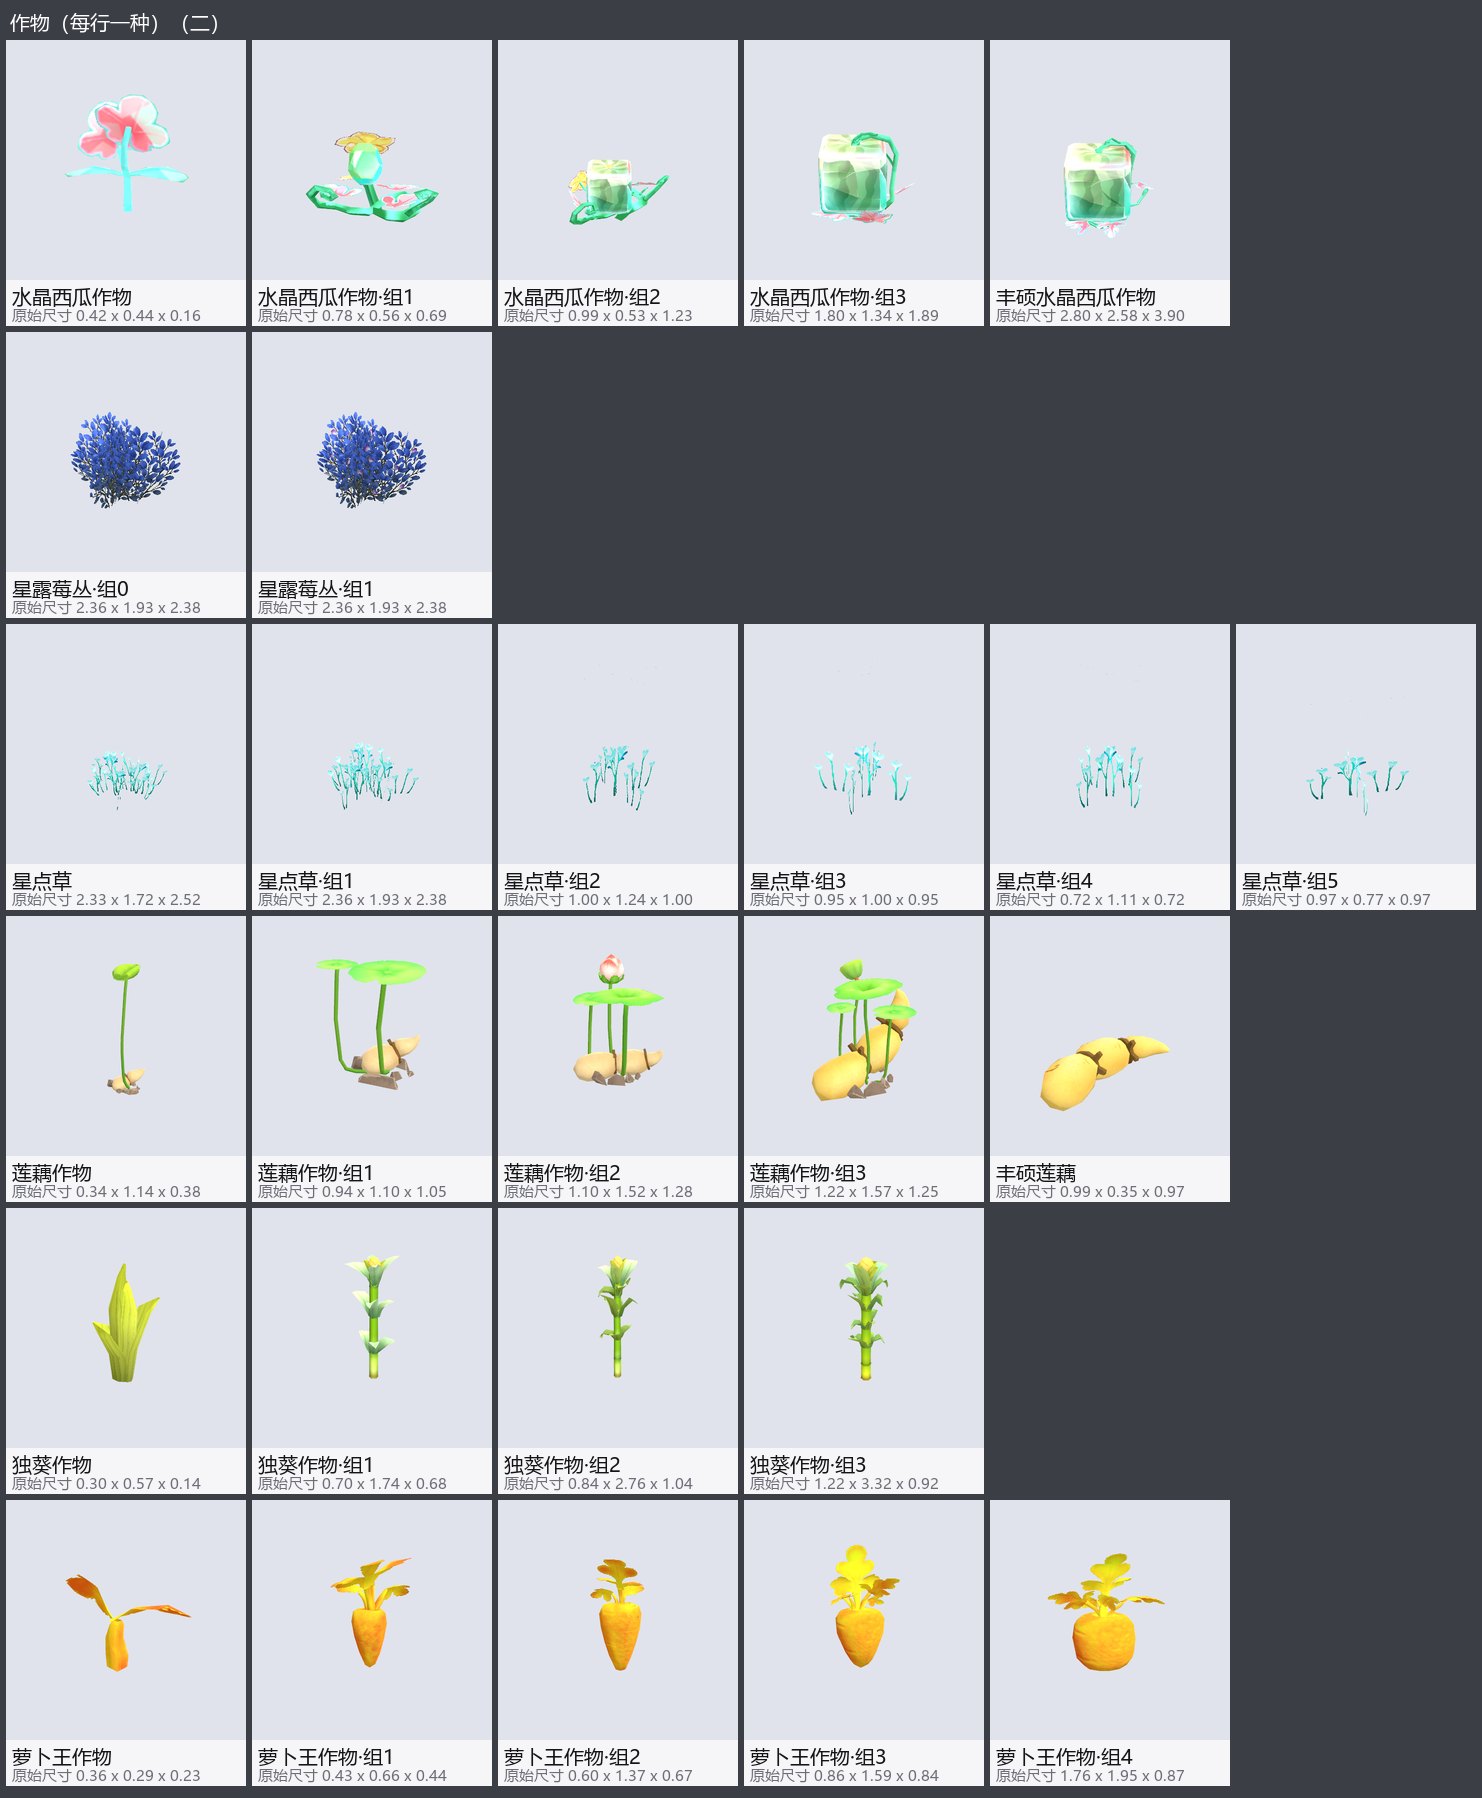 作物（每行一种）（二）
水晶西瓜作物
原始尺寸 0.42 x 0.44 x 0.16
水晶西瓜作物·组1
原始尺寸 0.78 x 0.56 x 0.69
水晶西瓜作物·组2
原始尺寸 0.99 x 0.53 x 1.23
水晶西瓜作物·组3
原始尺寸 1.80 x 1.34 x 1.89
丰硕水晶西瓜作物
原始尺寸 2.80 x 2.58 x 3.90
星露莓丛·组0
原始尺寸 2.36 x 1.93 x 2.38
星露莓丛·组1
原始尺寸 2.36 x 1.93 x 2.38
星点草
原始尺寸 2.33 x 1.72 x 2.52
星点草·组1
原始尺寸 2.36 x 1.93 x 2.38
星点草·组2
原始尺寸 1.00 x 1.24 x 1.00
星点草·组3
原始尺寸 0.95 x 1.00 x 0.95
星点草·组4
原始尺寸 0.72 x 1.11 x 0.72
星点草·组5
原始尺寸 0.97 x 0.77 x 0.97
莲藕作物
原始尺寸 0.34 x 1.14 x 0.38
莲藕作物·组1
原始尺寸 0.94 x 1.10 x 1.05
莲藕作物·组2
原始尺寸 1.10 x 1.52 x 1.28
莲藕作物·组3
原始尺寸 1.22 x 1.57 x 1.25
丰硕莲藕
原始尺寸 0.99 x 0.35 x 0.97
独葵作物
原始尺寸 0.30 x 0.57 x 0.14
独葵作物·组1
原始尺寸 0.70 x 1.74 x 0.68
独葵作物·组2
原始尺寸 0.84 x 2.76 x 1.04
独葵作物·组3
原始尺寸 1.22 x 3.32 x 0.92
萝卜王作物
原始尺寸 0.36 x 0.29 x 0.23
萝卜王作物·组1
原始尺寸 0.43 x 0.66 x 0.44
萝卜王作物·组2
原始尺寸 0.60 x 1.37 x 0.67
萝卜王作物·组3
原始尺寸 0.86 x 1.59 x 0.84
萝卜王作物·组4
原始尺寸 1.76 x 1.95 x 0.87